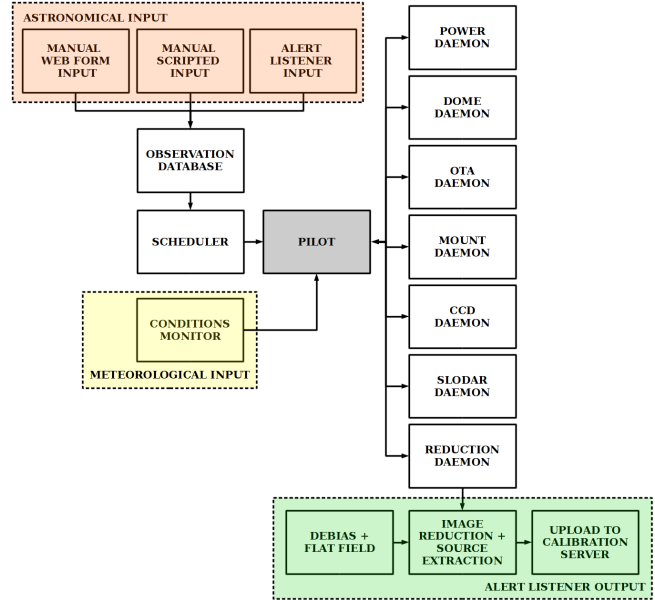 ASTRONOMICAL INPUT
MANUAL
WEB FORM
INPUT
MANUAL
SCRIPTED
INPUT
ALERT
LISTENER
INPUT
OBSERVATION
DATABASE
SCHEDULER
PILOT
CONDITIONS
MONITOR
METEOROLOGICAL INPUT
POWER
DAEMON
DOME
DAEMON
OTA
DAEMON
MOUNT
DAEMON
CCD
DAEMON
SLODAR
DAEMON
REDUCTION
DAEMON
DEBIAS +
FLAT FIELD
IMAGE
REDUCTION +
SOURCE
EXTRACTION
UPLOAD TO
CALIBRATION
SERVER
ALERT LISTENER OUTPUT